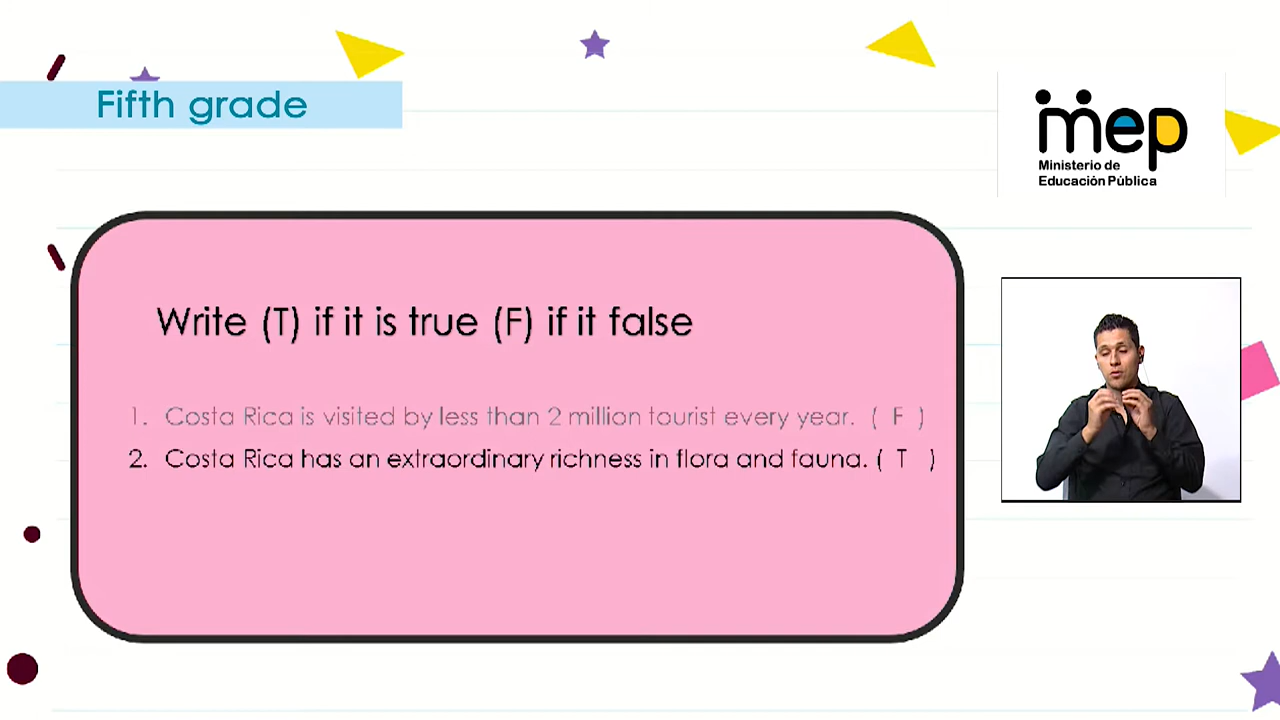 Fifth grade
mep
Ministerio de
Educación Pública
Write (T) if it is true (F) if it false
1. Costa Rica is visited by less than 2 million tourist every year. ( F )
2. Costa Rica has an extraordinary richness in flora and fauna. ( T )